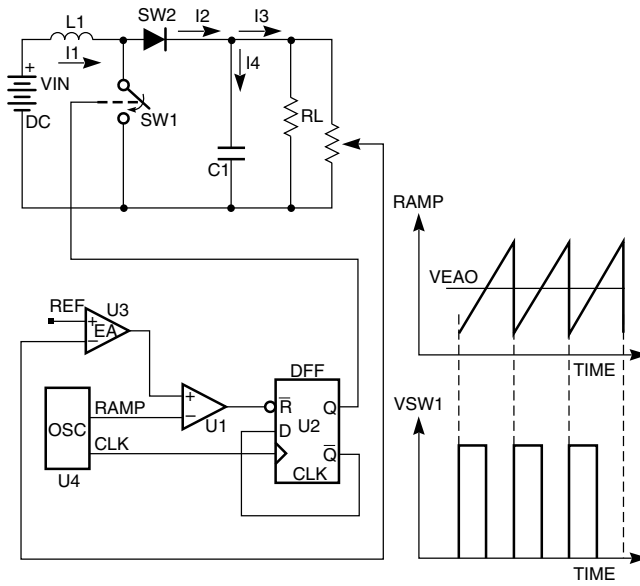 L1
SW2
I2
I3
I1
I4
+
VIN
DC
SW1
RL
C1
RAMP
VEAO
TIME
REF
U3
+
EA
−
DFF
+
−
U1
R̅
Q
D
U2
Q̅
CLK
OSC
RAMP
CLK
U4
VSW1
TIME